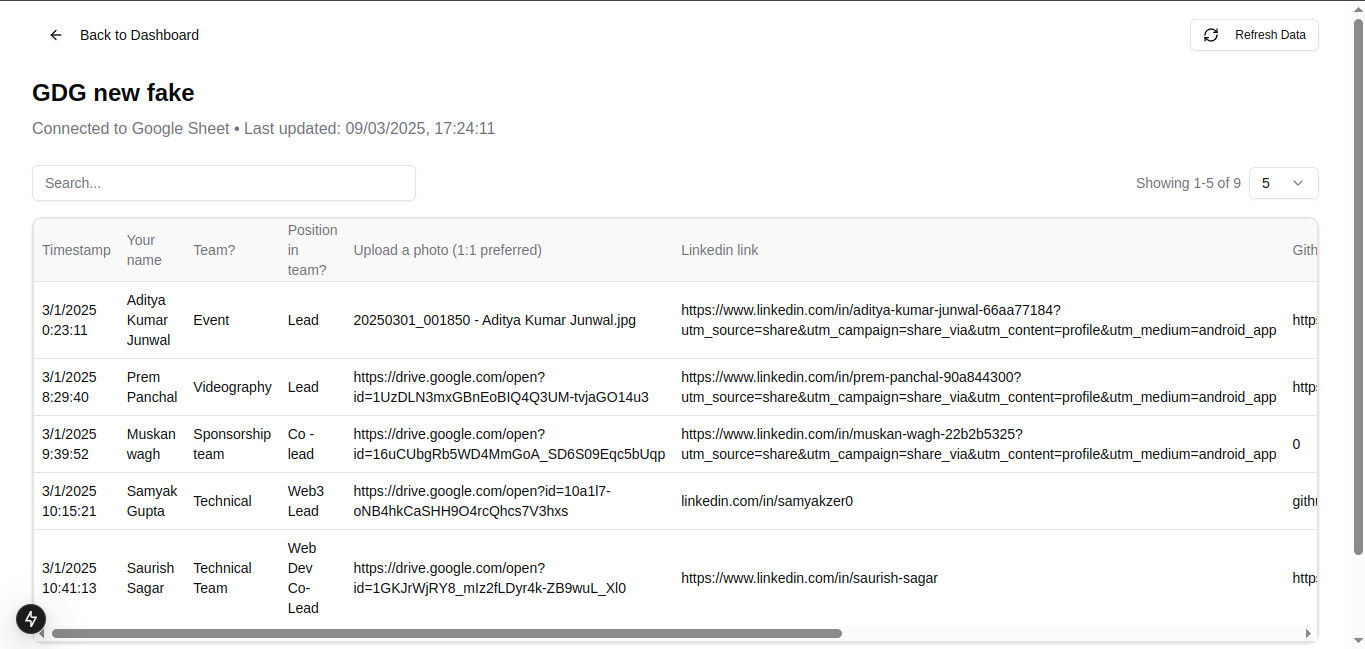 Back to Dashboard
Refresh Data
GDG new fake
Connected to Google Sheet • Last updated: 09/03/2025, 17:24:11
Search...
Showing 1-5 of 9
5
Timestamp
Your
name
Team?
Position
in
team?
Upload a photo (1:1 preferred)
Linkedin link
Gith
3/1/2025
0:23:11
Aditya
Kumar
Junwal
Event
Lead
20250301_001850 - Aditya Kumar Junwal.jpg
https://www.linkedin.com/in/aditya-kumar-junwal-66aa77184?
utm_source=share&utm_campaign=share_via&utm_content=profile&utm_medium=android_app
https
3/1/2025
8:29:40
Prem
Panchal
Videography
Lead
https://drive.google.com/open?
id=1UzDLN3mxGBnEoBIQ4Q3UM-tvjaGO14u3
https://www.linkedin.com/in/prem-panchal-90a844300?
utm_source=share&utm_campaign=share_via&utm_content=profile&utm_medium=android_app
https
3/1/2025
9:39:52
Muskan
wagh
Sponsorship
team
Co -
lead
https://drive.google.com/open?
id=16uCUbgRb5WD4MmGoA_SD6S09Eqc5bUqp
https://www.linkedin.com/in/muskan-wagh-22b2b5325?
utm_source=share&utm_campaign=share_via&utm_content=profile&utm_medium=android_app
0
3/1/2025
10:15:21
Samyak
Gupta
Technical
Web3
Lead
https://drive.google.com/open?id=10a1l7-
oNB4hkCaSHH9O4rcQhcs7V3hxs
linkedin.com/in/samyakzer0
gith
3/1/2025
10:41:13
Saurish
Sagar
Technical
Team
Web
Dev
Co-
Lead
https://drive.google.com/open?
id=1GKJrWjRY8_mIz2fLDyr4k-ZB9wuL_Xl0
https://www.linkedin.com/in/saurish-sagar
https